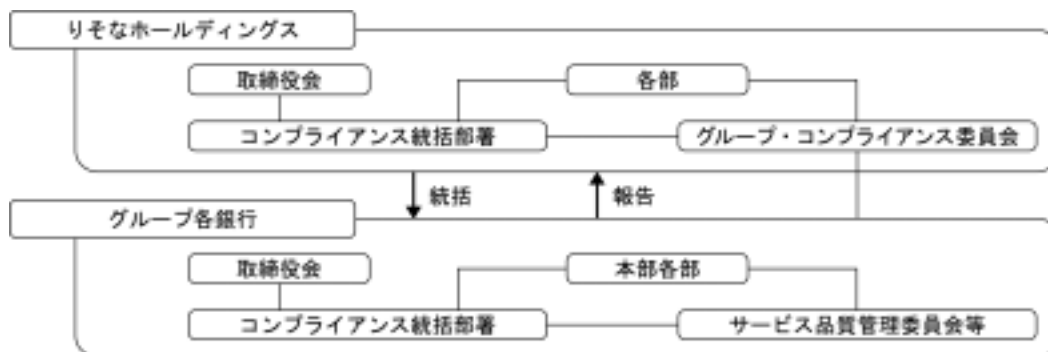 りそなホールディングス
取締役会
各部
コンプライアンス統括部署
グループ・コンプライアンス委員会
統括
報告
グループ各銀行
取締役会
本部各部
コンプライアンス統括部署
サービス品質管理委員会等